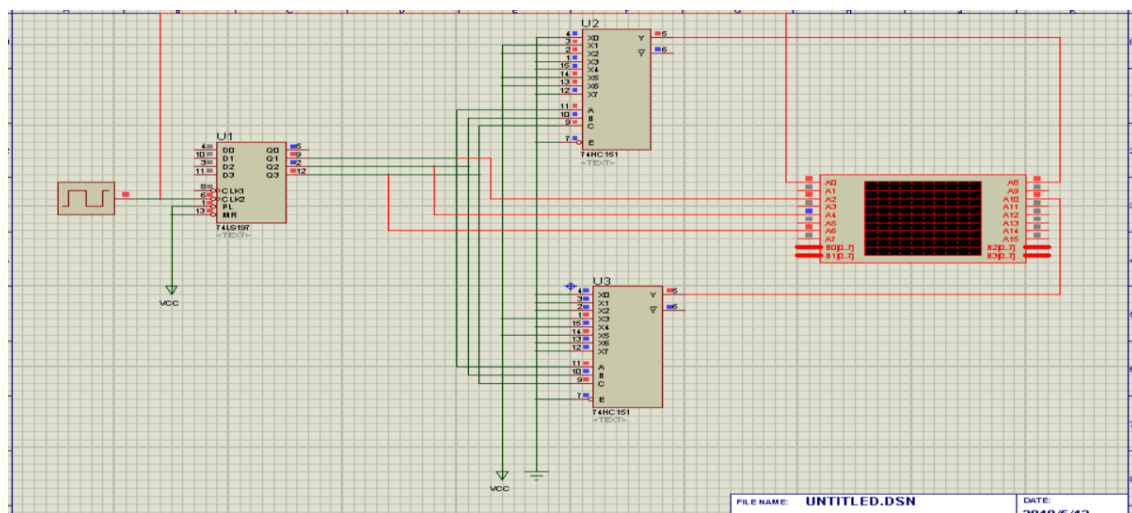 U2
4 X0 Y 5
3 X1
2 X2 6
1 X3
15 X4
14 X5
13 X6
12 X7
11 A
10 B
9 C
7 E
74HC151
<TEXT>
U1
4 D0 Q0 5
10 D1 Q1 9
3 D2 Q2 2
11 D3 Q3 12
8 CLK1
6 CLK2
1 PL
13 MR
74LS197
<TEXT>
VCC
A0 A8
A1 A9
A2 A10
A3 A11
A4 A12
A5 A13
A6 A14
A7 A15
B0[0..7] B2[0..7]
B1[0..7] B3[0..7]
U3
4 X0 Y 5
3 X1
2 X2 6
1 X3
15 X4
14 X5
13 X6
12 X7
11 A
10 B
9 C
7 E
74HC151
<TEXT>
VCC
FILE NAME: UNTITLED.DSN
DATE: